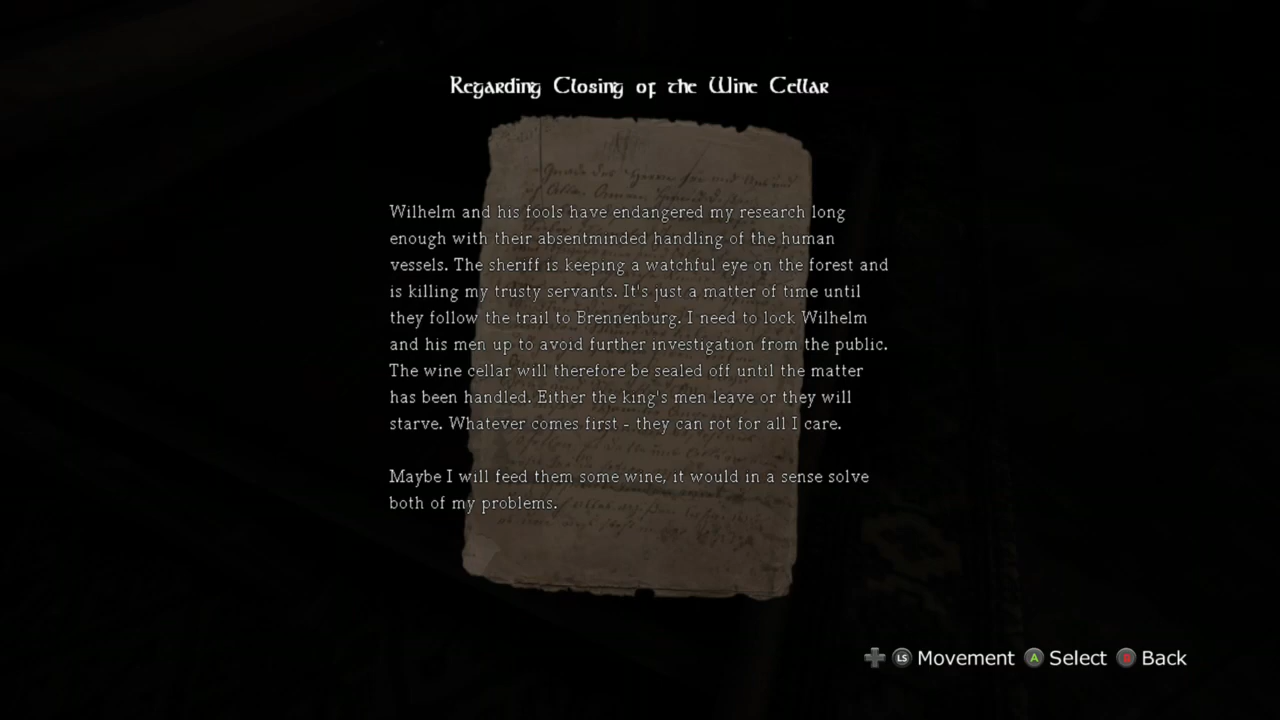 Regarding Closing of the Wine Cellar
Wilhelm and his fools have endangered my research long
enough with their absentminded handling of the human
vessels. The sheriff is keeping a watchful eye on the forest and
is killing my trusty servants. It's just a matter of time until
they follow the trail to Brennenburg. I need to lock Wilhelm
and his men up to avoid further investigation from the public.
The wine cellar will therefore be sealed off until the matter
has been handled. Either the king's men leave or they will
starve. Whatever comes first - they can rot for all I care.
Maybe I will feed them some wine, it would in a sense solve
both of my problems.
LS Movement A Select B Back